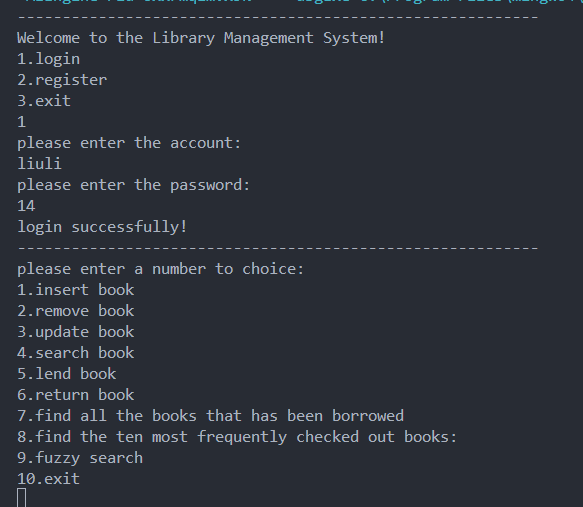 ---------------------------------------------------------
Welcome to the Library Management System!
1.login
2.register
3.exit
1
please enter the account:
liuli
please enter the password:
14
login successfully!
---------------------------------------------------------
please enter a number to choice:
1.insert book
2.remove book
3.update book
4.search book
5.lend book
6.return book
7.find all the books that has been borrowed
8.find the ten most frequently checked out books:
9.fuzzy search
10.exit